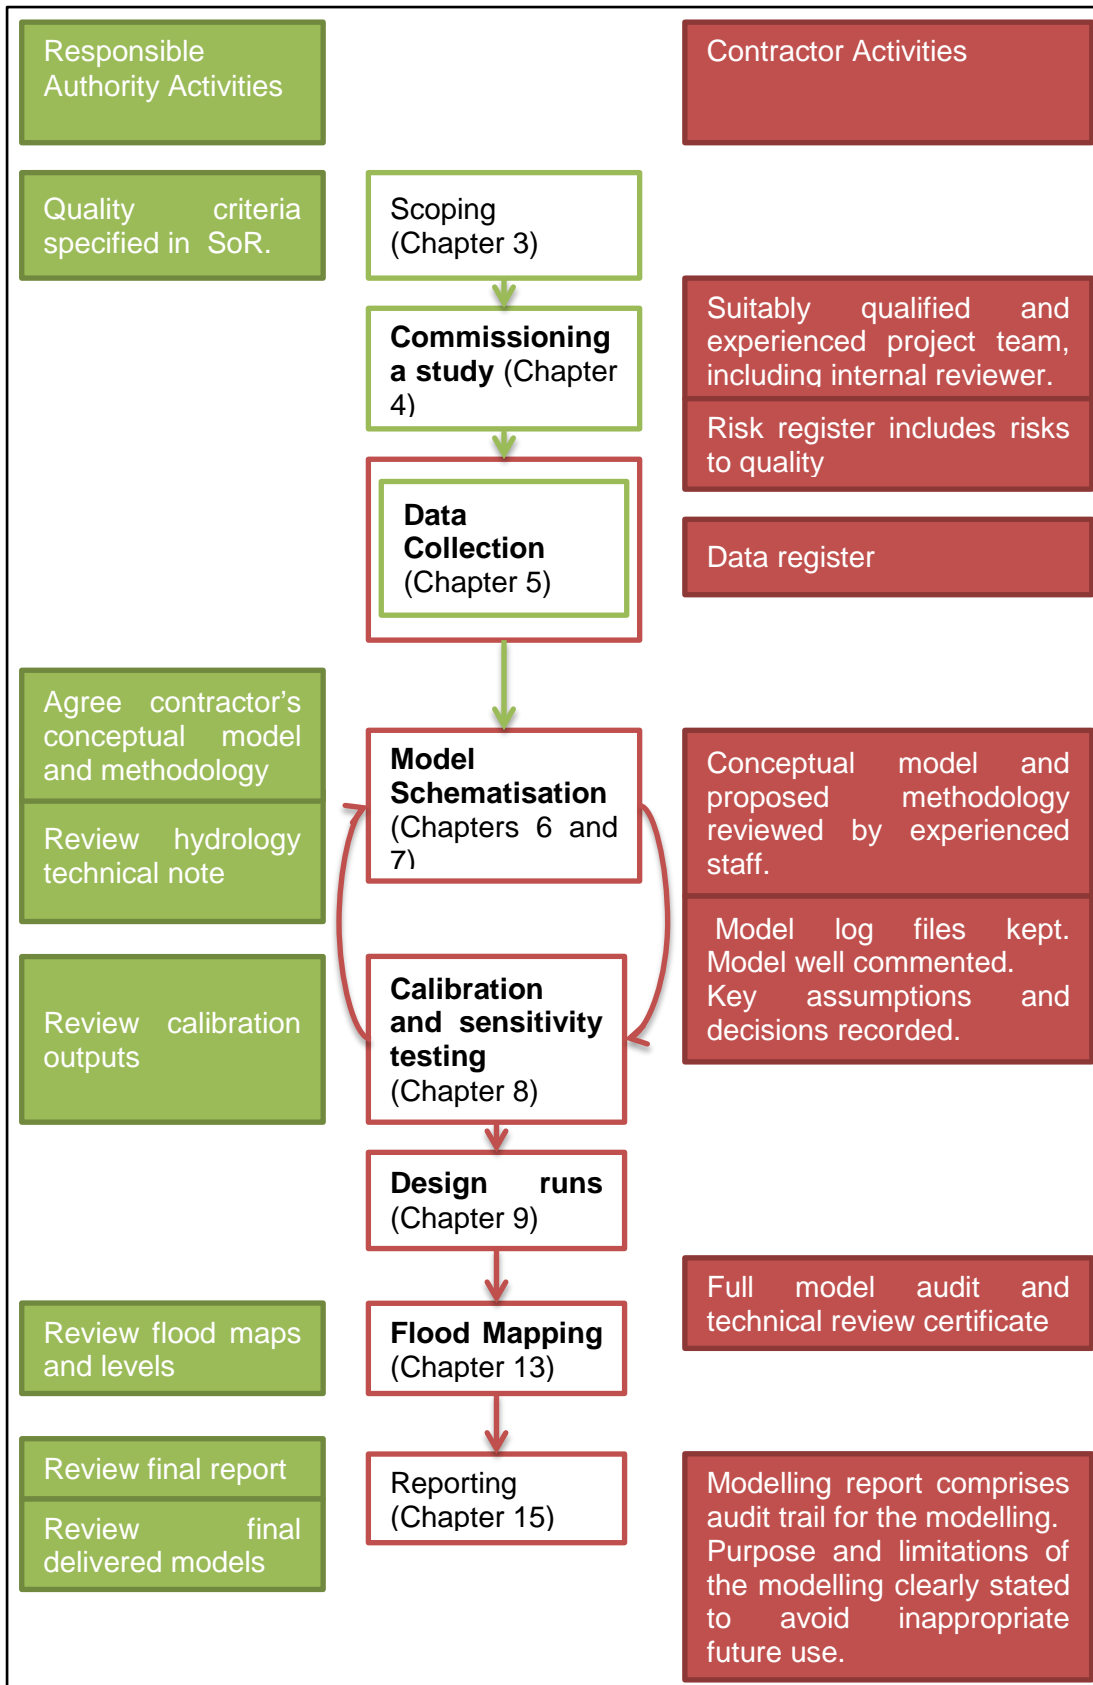 Responsible
Authority Activities
Contractor Activities
Quality criteria
specified in SoR.
Scoping
(Chapter 3)
Commissioning
a study (Chapter
4)
Suitably qualified and
experienced project team,
including internal reviewer.
Risk register includes risks
to quality
Data
Collection
(Chapter 5)
Data register
Agree contractor’s
conceptual model
and methodology
Review hydrology
technical note
Model
Schematisation
(Chapters 6 and
7)
Conceptual model and
proposed methodology
reviewed by experienced
staff.
Model log files kept.
Model well commented.
Key assumptions and
decisions recorded.
Review calibration
outputs
Calibration
and sensitivity
testing
(Chapter 8)
Design runs
(Chapter 9)
Full model audit and
technical review certificate
Review flood maps
and levels
Flood Mapping
(Chapter 13)
Review final report
Review final
delivered models
Reporting
(Chapter 15)
Modelling report comprises
audit trail for the modelling.
Purpose and limitations of
the modelling clearly stated
to avoid inappropriate
future use.